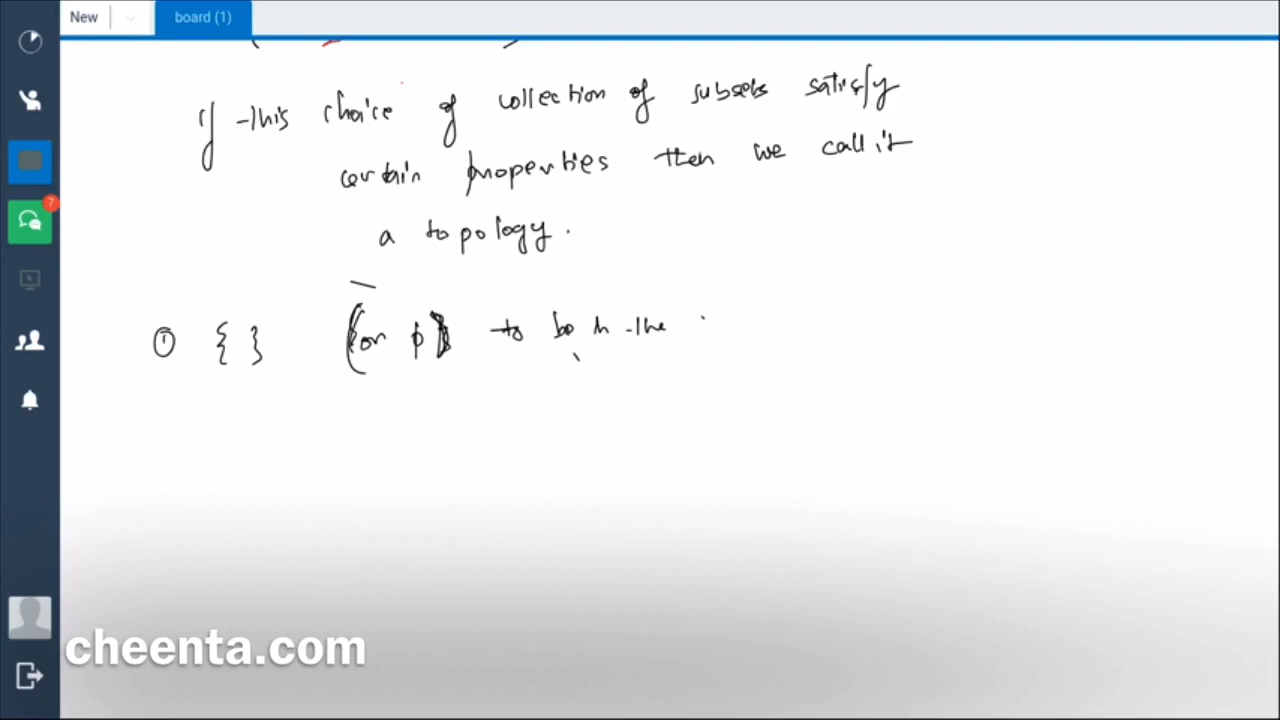 New
board (1)
if this choice of collection of subsets satisfy
certain properties then we call it
a topology.
① { } (or ϕ) to be in the
7
cheenta.com